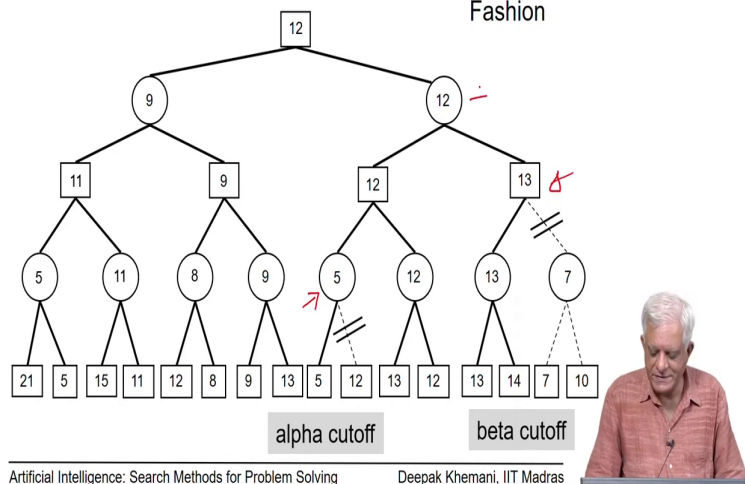 Fashion
12
9 12
11 9 12 13
5 11 8 9 5 12 13 7
21 5 15 11 12 8 9 13 5 12 13 12 13 14 7 10
alpha cutoff beta cutoff
Artificial Intelligence: Search Methods for Problem Solving Deepak Khemani, IIT Madras